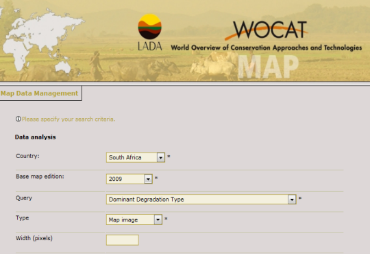 WOCAT
LADA
World Overview of Conservation Approaches and Technologies
MAP
Map Data Management
Please specify your search criteria.
Data analysis
Country: South Africa *
Base map edition: 2009 *
Query Dominant Degradation Type *
Type Map image *
Width (pixels)